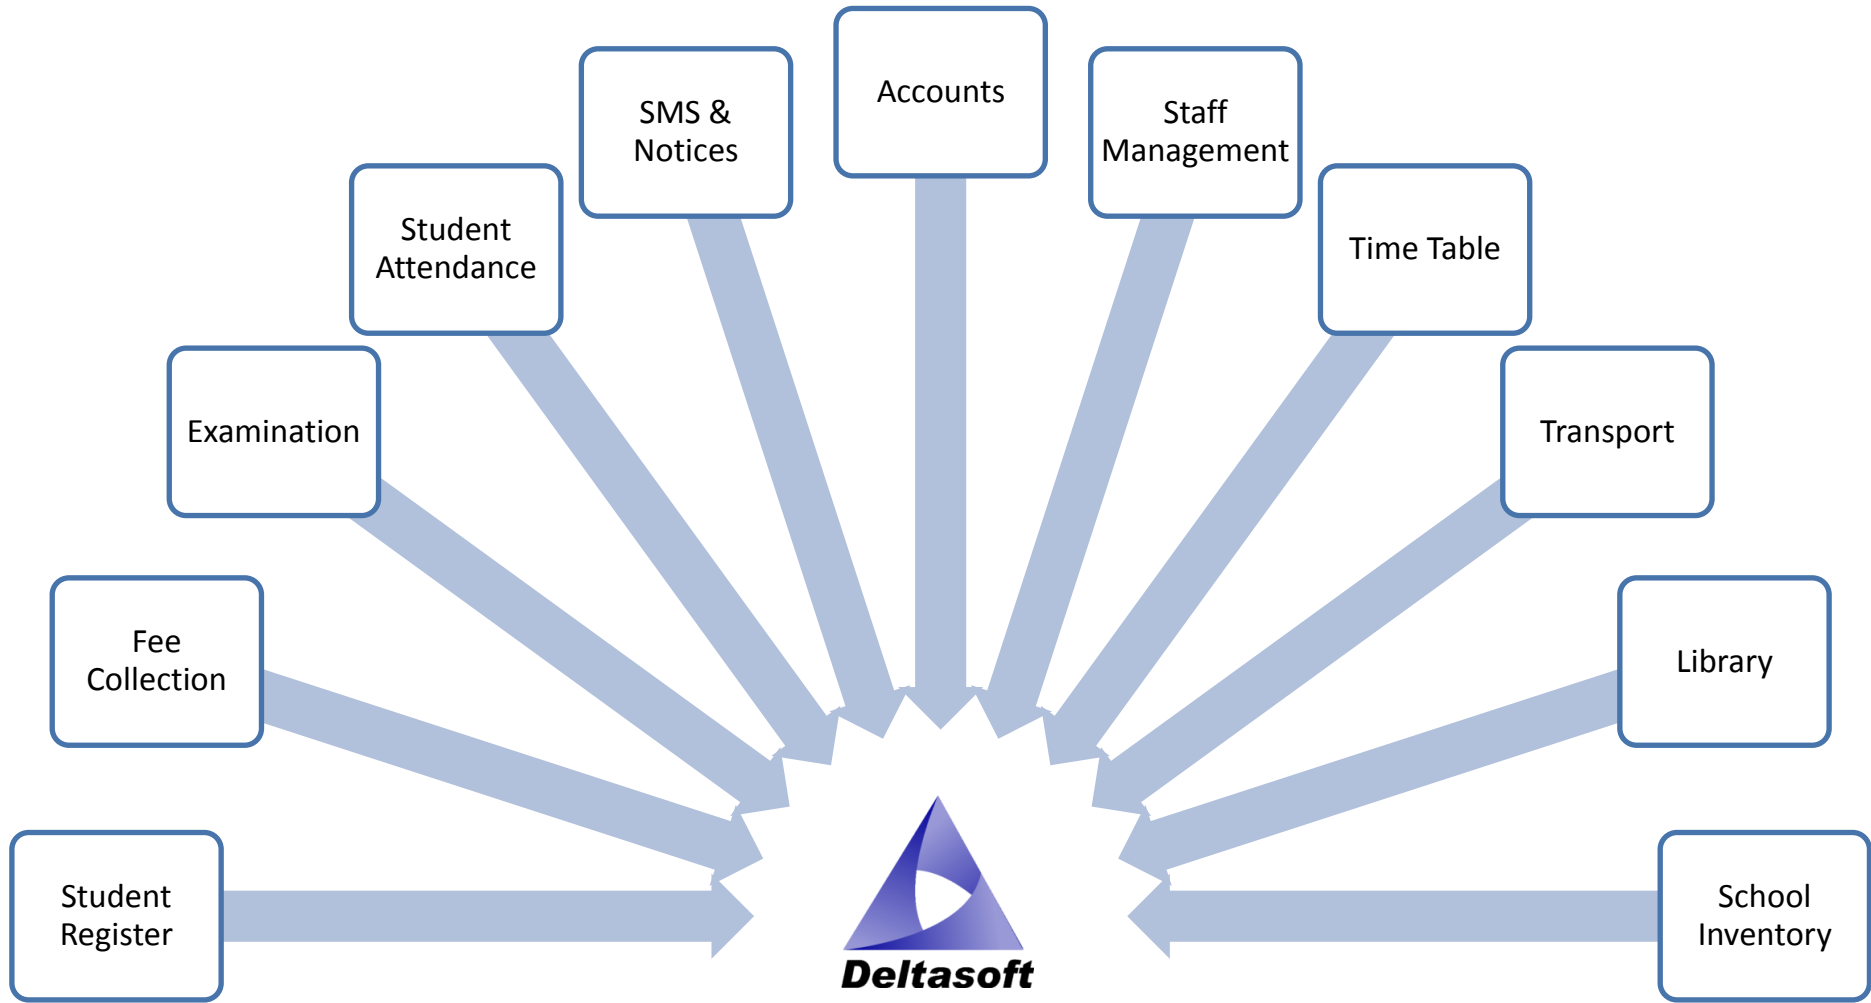 Accounts
SMS &
Notices
Staff
Management
Student
Attendance
Time Table
Examination
Transport
Fee
Collection
Library
Student
Register
School
Inventory
Deltasoft